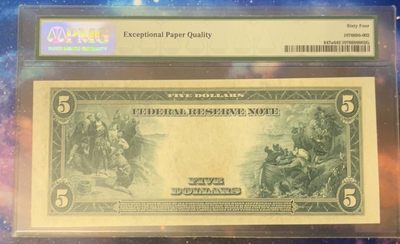 PMG
Exceptional Paper Quality
Sixty Four
FIVE DOLLARS
5
FEDERAL RESERVE NOTE
5
5
FIVE
DOLLARS
5